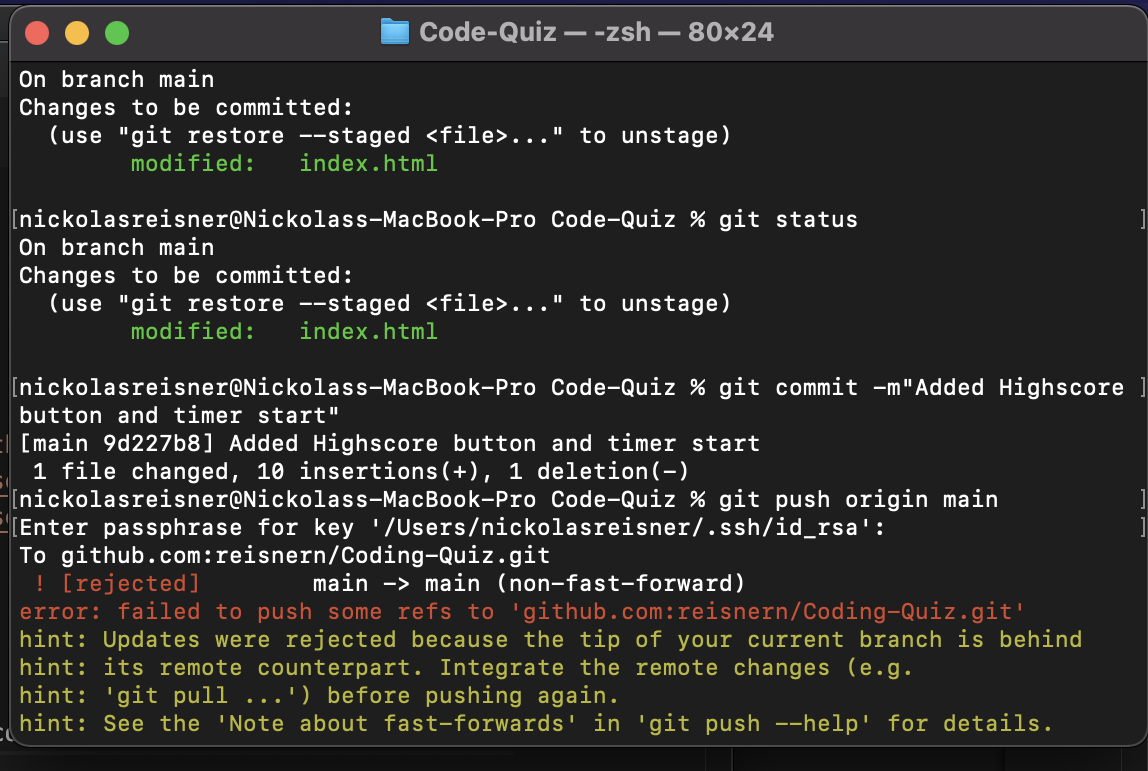 Code-Quiz — -zsh — 80×24
On branch main
Changes to be committed:
  (use "git restore --staged <file>..." to unstage)
        modified:   index.html
[nickolasreisner@Nickolass-MacBook-Pro Code-Quiz % git status ]
On branch main
Changes to be committed:
  (use "git restore --staged <file>..." to unstage)
        modified:   index.html
[nickolasreisner@Nickolass-MacBook-Pro Code-Quiz % git commit -m"Added Highscore ]
button and timer start"
[main 9d227b8] Added Highscore button and timer start
 1 file changed, 10 insertions(+), 1 deletion(-)
[nickolasreisner@Nickolass-MacBook-Pro Code-Quiz % git push origin main ]
[Enter passphrase for key '/Users/nickolasreisner/.ssh/id_rsa': ]
To github.com:reisnern/Coding-Quiz.git
 ! [rejected]        main -> main (non-fast-forward)
error: failed to push some refs to 'github.com:reisnern/Coding-Quiz.git'
hint: Updates were rejected because the tip of your current branch is behind
hint: its remote counterpart. Integrate the remote changes (e.g.
hint: 'git pull ...') before pushing again.
hint: See the 'Note about fast-forwards' in 'git push --help' for details.